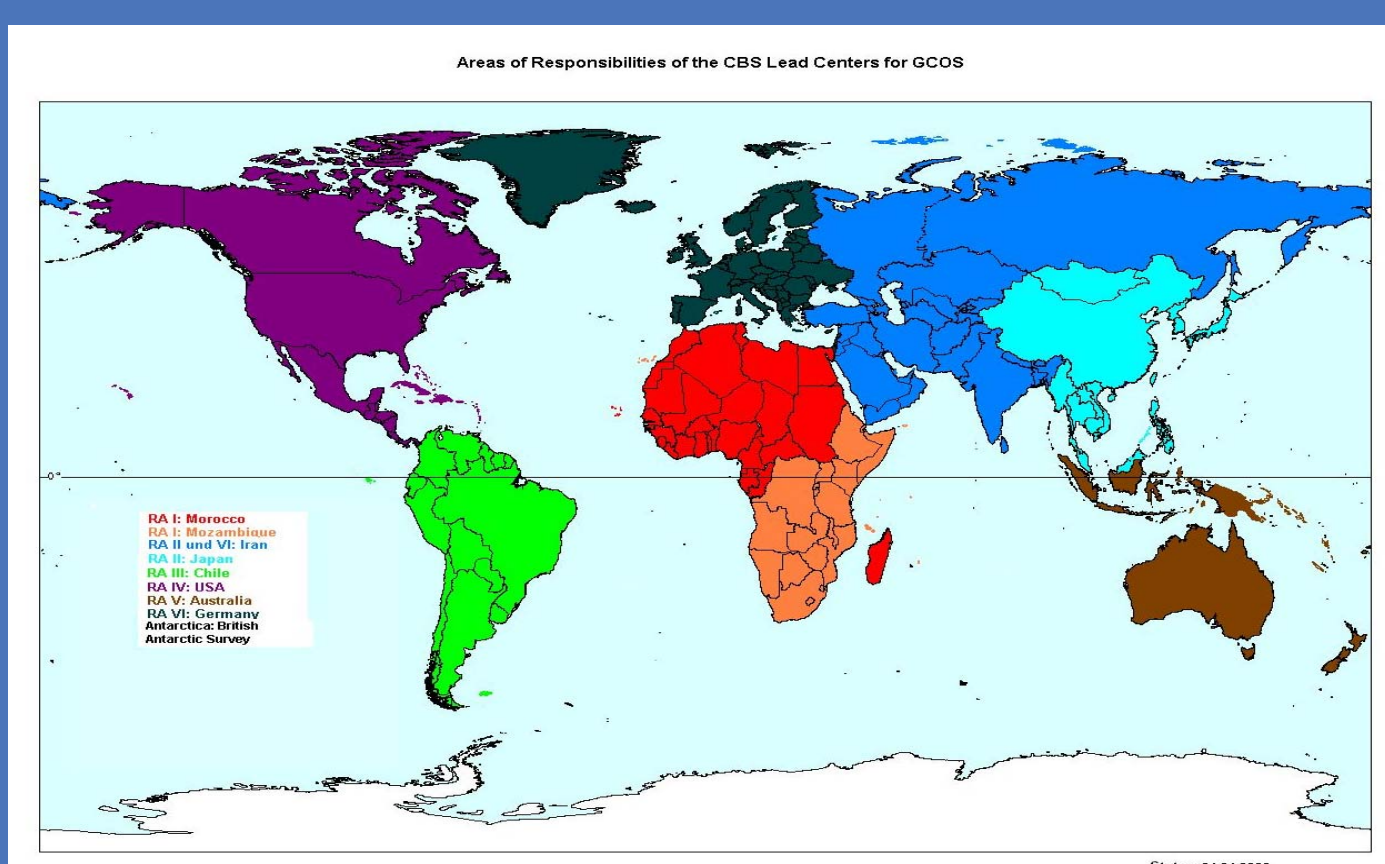 Areas of Responsibilities of the CBS Lead Centers for GCOS
0°
RA I: Morocco
RA I: Mozambique
RA II und VI: Iran
RA II: Japan
RA III: Chile
RA IV: USA
RA V: Australia
RA VI: Germany
Antarctica: British
Antarctic Survey